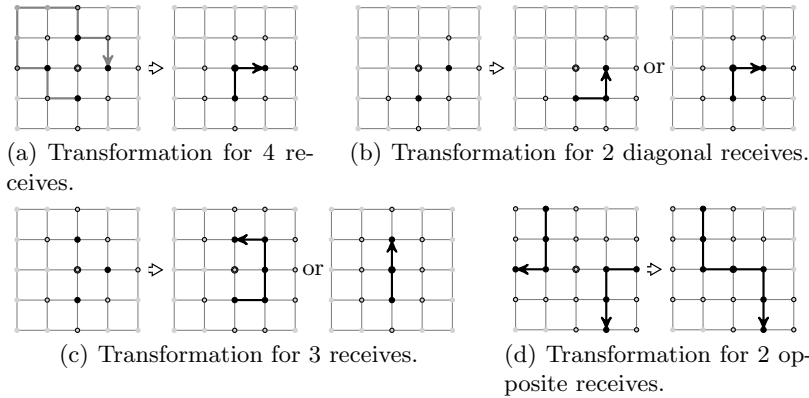 or
(a) Transformation for 4 re-
ceives.
(b) Transformation for 2 diagonal receives.
or
(c) Transformation for 3 receives.
(d) Transformation for 2 op-
posite receives.